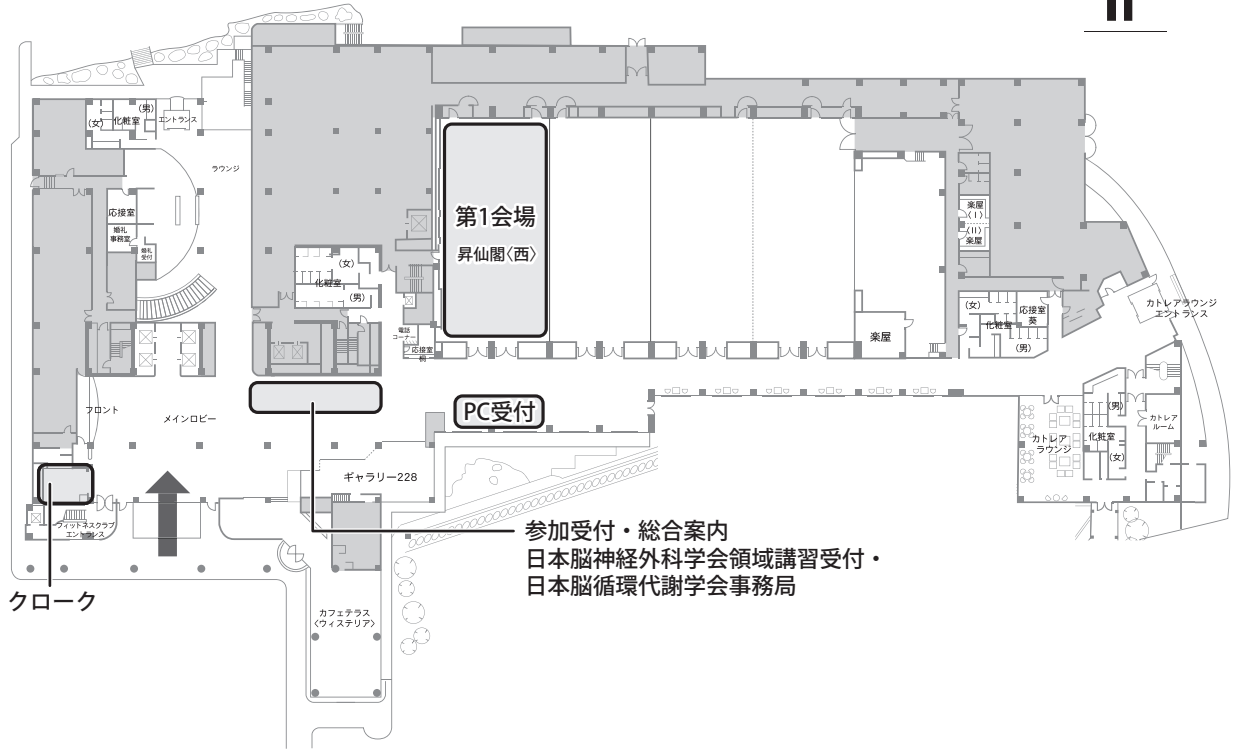 (女)
化粧室
(男)
エントランス
ラウンジ
応接室
婚礼
事務室
婚礼
受付
第1会場
昇仙閣〈西〉
(女)
化粧室
(男)
電話
コーナー
応接室
桐
楽屋
(Ⅰ)
(Ⅱ)
楽屋
楽屋
(女)
化粧室
応接室
葵
(男)
カトレアラウンジ
エントランス
フロント
メインロビー
PC受付
ギャラリー228
カトレア
ラウンジ
(男)
化粧室
(女)
カトレア
ルーム
フィットネスクラブ
エントランス
クローク
参加受付・総合案内
日本脳神経外科学会領域講習受付・
日本脳循環代謝学会事務局
カフェテラス
〈ウィステリア〉